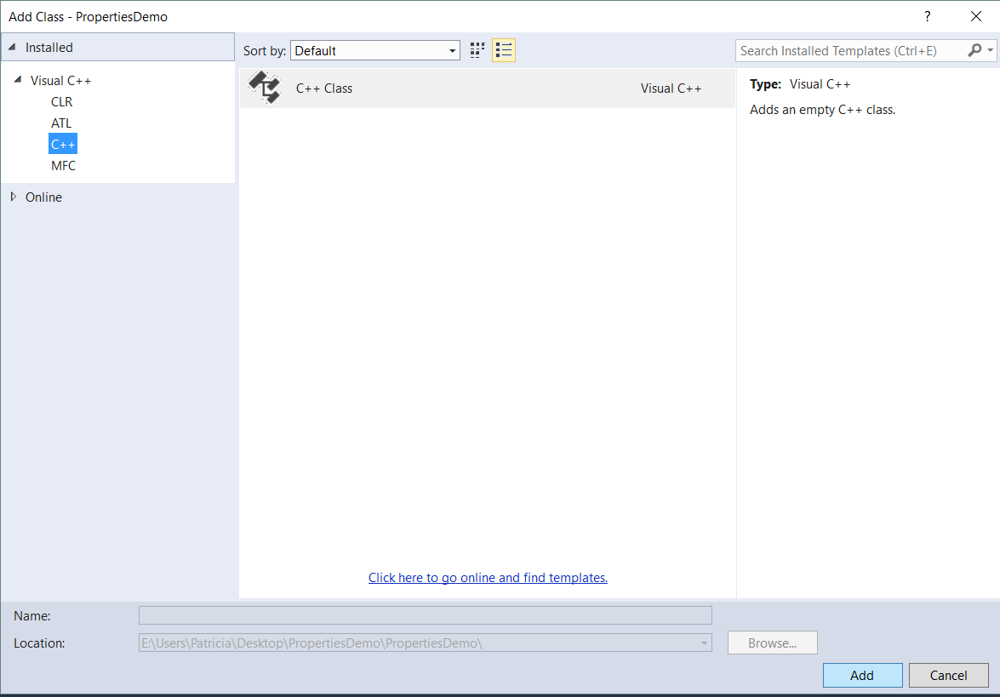 Add Class - PropertiesDemo
?
Installed
Sort by: Default
Search Installed Templates (Ctrl+E)
Visual C++
CLR
ATL
C++
MFC
Online
C++ Class Visual C++
Type: Visual C++
Adds an empty C++ class.
Click here to go online and find templates.
Name:
Location: E:\Users\Patricia\Desktop\PropertiesDemo\PropertiesDemo\
Browse...
Add Cancel